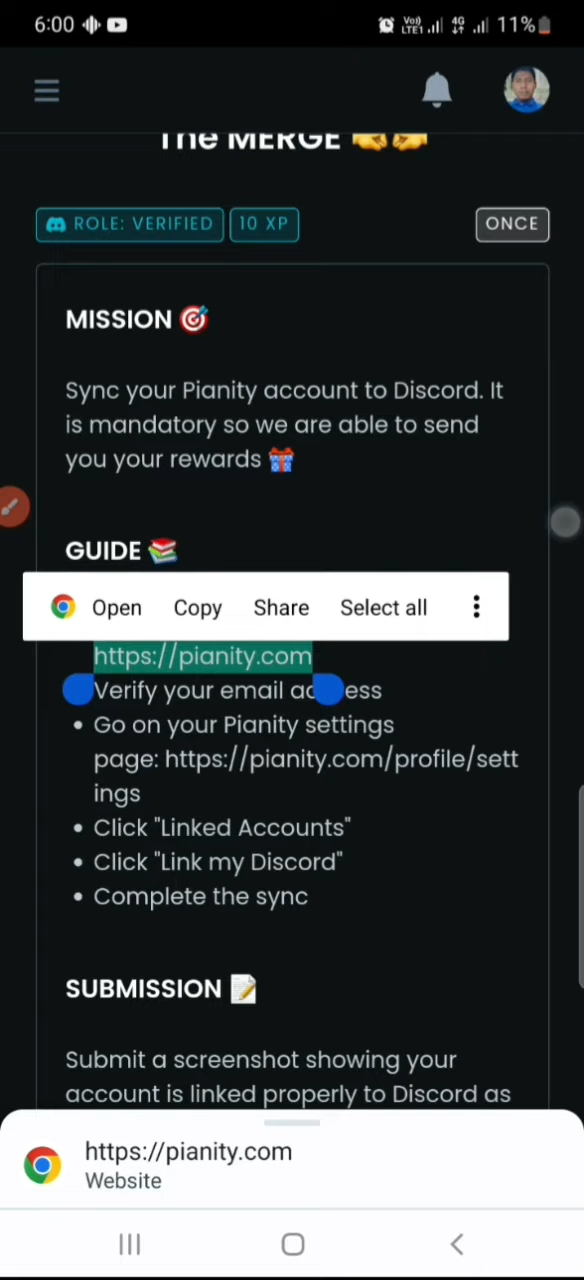 6:00 Vo)) LTE1 4G 11%
The MERGE 🤜🤛
ROLE: VERIFIED 10 XP ONCE
MISSION 🎯
Sync your Pianity account to Discord. It
is mandatory so we are able to send
you your rewards 🎁
GUIDE 📚
Open Copy Share Select all
https://pianity.com
Verify your email ess
• Go on your Pianity settings
page: https://pianity.com/profile/sett
ings
• Click "Linked Accounts"
• Click "Link my Discord"
• Complete the sync
SUBMISSION 📝
Submit a screenshot showing your
account is linked properly to Discord as
https://pianity.com
Website